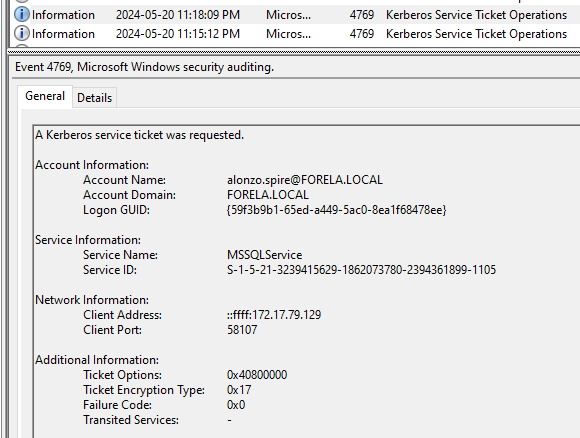 Information 2024-05-20 11:18:09 PM Micros... 4769 Kerberos Service Ticket Operations
Information 2024-05-20 11:15:12 PM Micros... 4769 Kerberos Service Ticket Operations
Event 4769, Microsoft Windows security auditing.
General Details
A Kerberos service ticket was requested.
Account Information:
Account Name: alonzo.spire@FORELA.LOCAL
Account Domain: FORELA.LOCAL
Logon GUID: {59f3b9b1-65ed-a449-5ac0-8ea1f68478ee}
Service Information:
Service Name: MSSQLService
Service ID: S-1-5-21-3239415629-1862073780-2394361899-1105
Network Information:
Client Address: ::ffff:172.17.79.129
Client Port: 58107
Additional Information:
Ticket Options: 0x40800000
Ticket Encryption Type: 0x17
Failure Code: 0x0
Transited Services: -